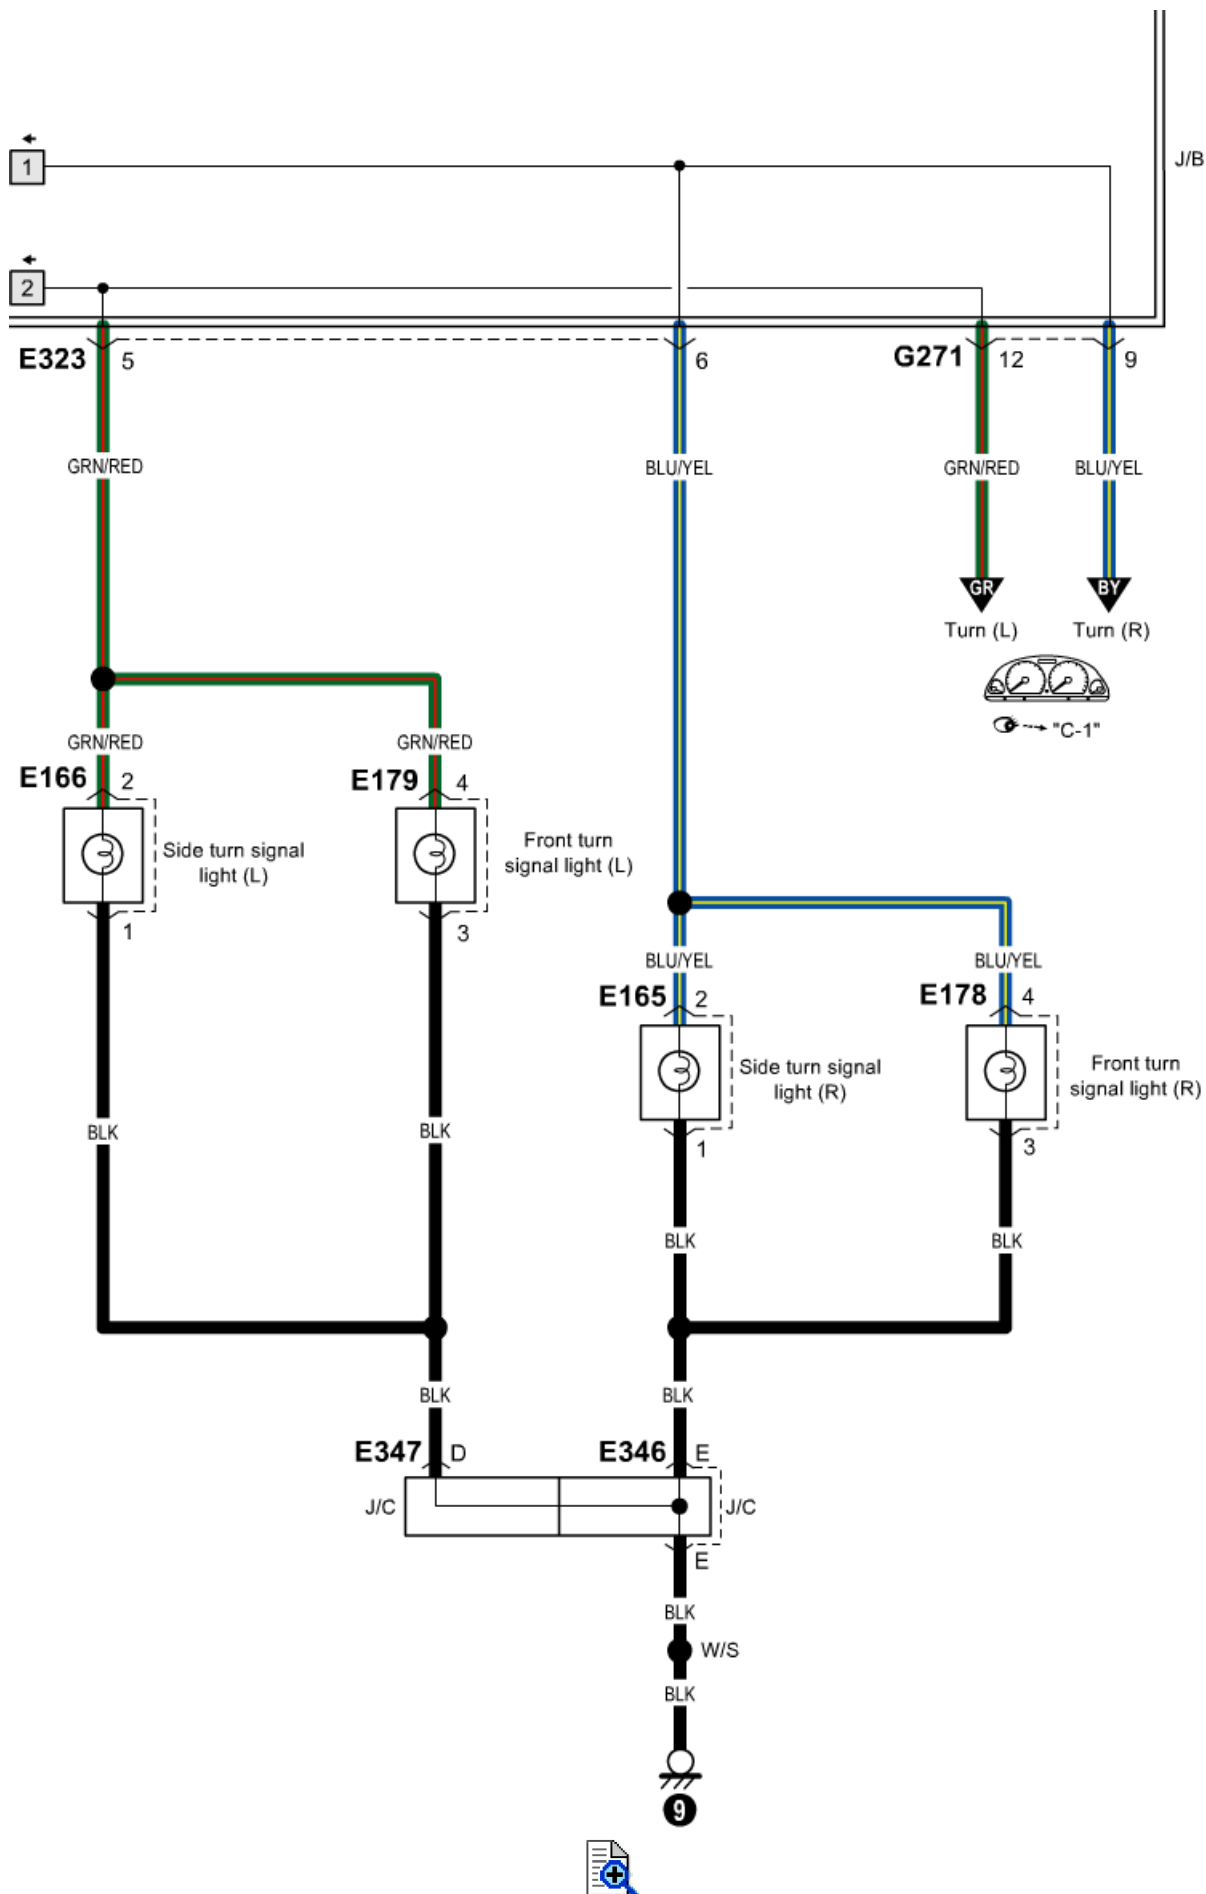 1
J/B
2
E323 5
6
G271 12
9
GRN/RED
BLU/YEL
GRN/RED
BLU/YEL
GR
BY
Turn (L)
Turn (R)
"C-1"
GRN/RED
GRN/RED
E166 2
E179 4
Side turn signal
light (L)
Front turn
signal light (L)
1
3
BLU/YEL
BLU/YEL
E165 2
E178 4
Side turn signal
light (R)
Front turn
signal light (R)
1
3
BLK
BLK
BLK
BLK
BLK
BLK
E347 D
E346 E
J/C
J/C
E
BLK
W/S
BLK
9